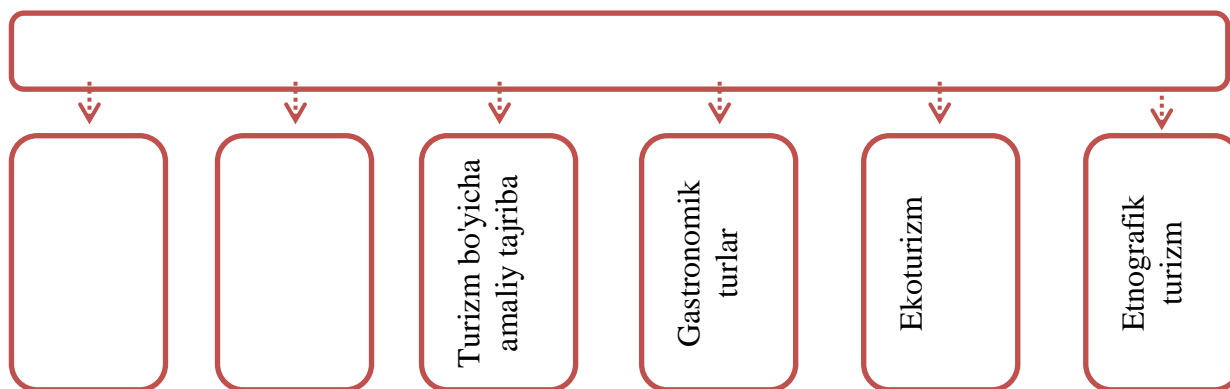 Turizm bo'yicha
amaliy tajriba
Gastronomik
turlar
Ekoturizm
Etnografik
turizm